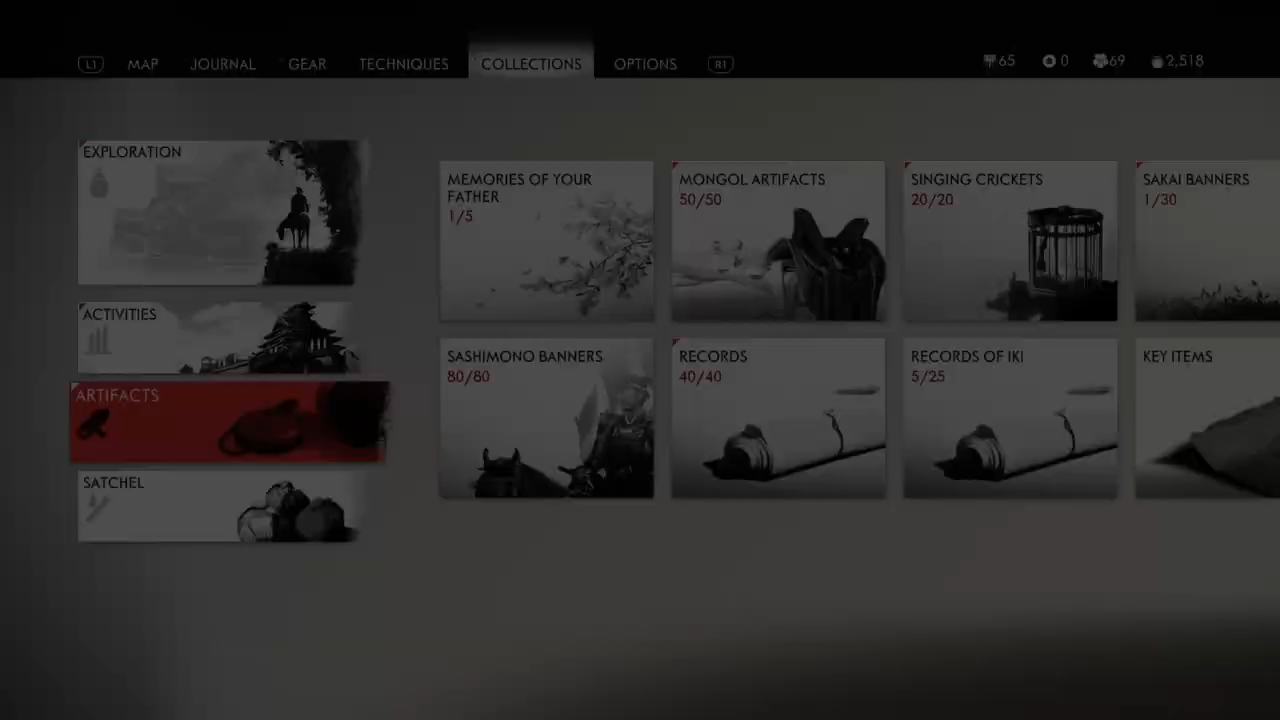 L1 MAP JOURNAL GEAR TECHNIQUES COLLECTIONS OPTIONS R1 65 0 69 2,518
EXPLORATION
ACTIVITIES
ARTIFACTS
SATCHEL
MEMORIES OF YOUR
FATHER
1/5
MONGOL ARTIFACTS
50/50
SINGING CRICKETS
20/20
SAKAI BANNERS
1/30
SASHIMONO BANNERS
80/80
RECORDS
40/40
RECORDS OF IKI
5/25
KEY ITEMS